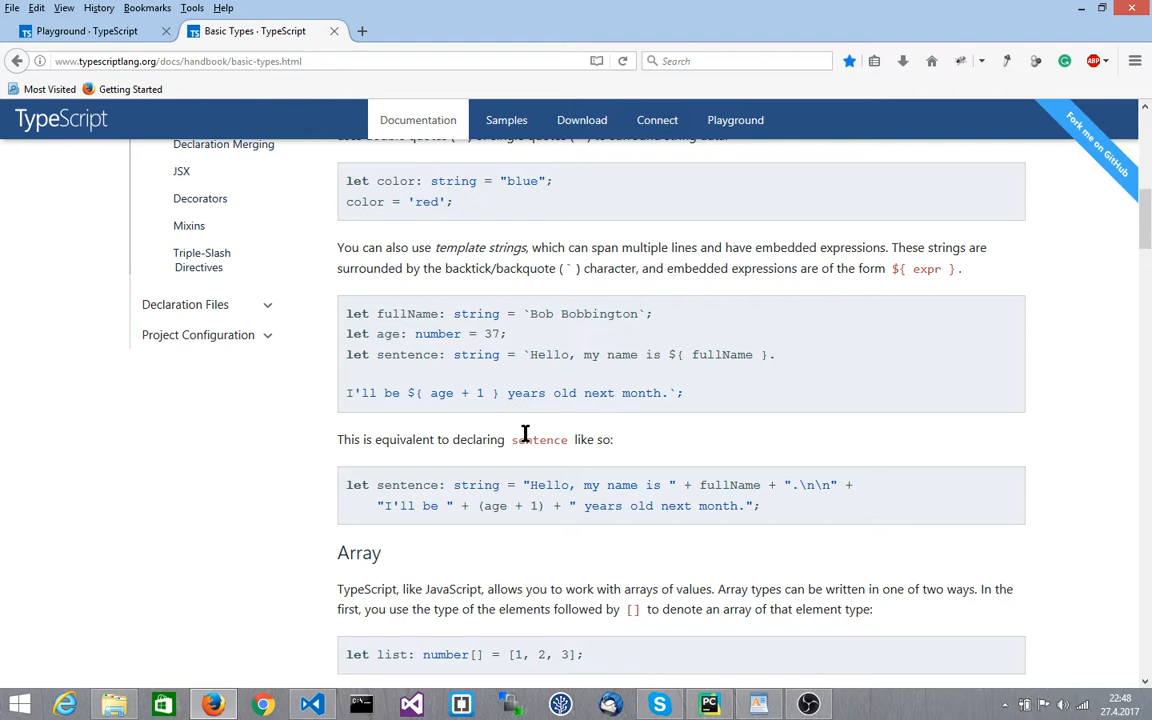 File Edit View History Bookmarks Tools Help
Playground · TypeScript
Basic Types · TypeScript
www.typescriptlang.org/docs/handbook/basic-types.html
Search
ABP
Most Visited
Getting Started
TypeScript
Documentation
Samples
Download
Connect
Playground
Fork me on GitHub
Declaration Merging
JSX
Decorators
Mixins
Triple-Slash
Directives
Declaration Files
Project Configuration
let color: string = "blue";
color = 'red';
You can also use template strings, which can span multiple lines and have embedded expressions. These strings are
surrounded by the backtick/backquote (`) character, and embedded expressions are of the form ${ expr }.
let fullName: string = `Bob Bobbington`;
let age: number = 37;
let sentence: string = `Hello, my name is ${ fullName }.
I'll be ${ age + 1 } years old next month.`;
This is equivalent to declaring sentence like so:
let sentence: string = "Hello, my name is " + fullName + ".\n\n" +
"I'll be " + (age + 1) + " years old next month.";
Array
TypeScript, like JavaScript, allows you to work with arrays of values. Array types can be written in one of two ways. In the
first, you use the type of the elements followed by [] to denote an array of that element type:
let list: number[] = [1, 2, 3];
22:48
27.4.2017